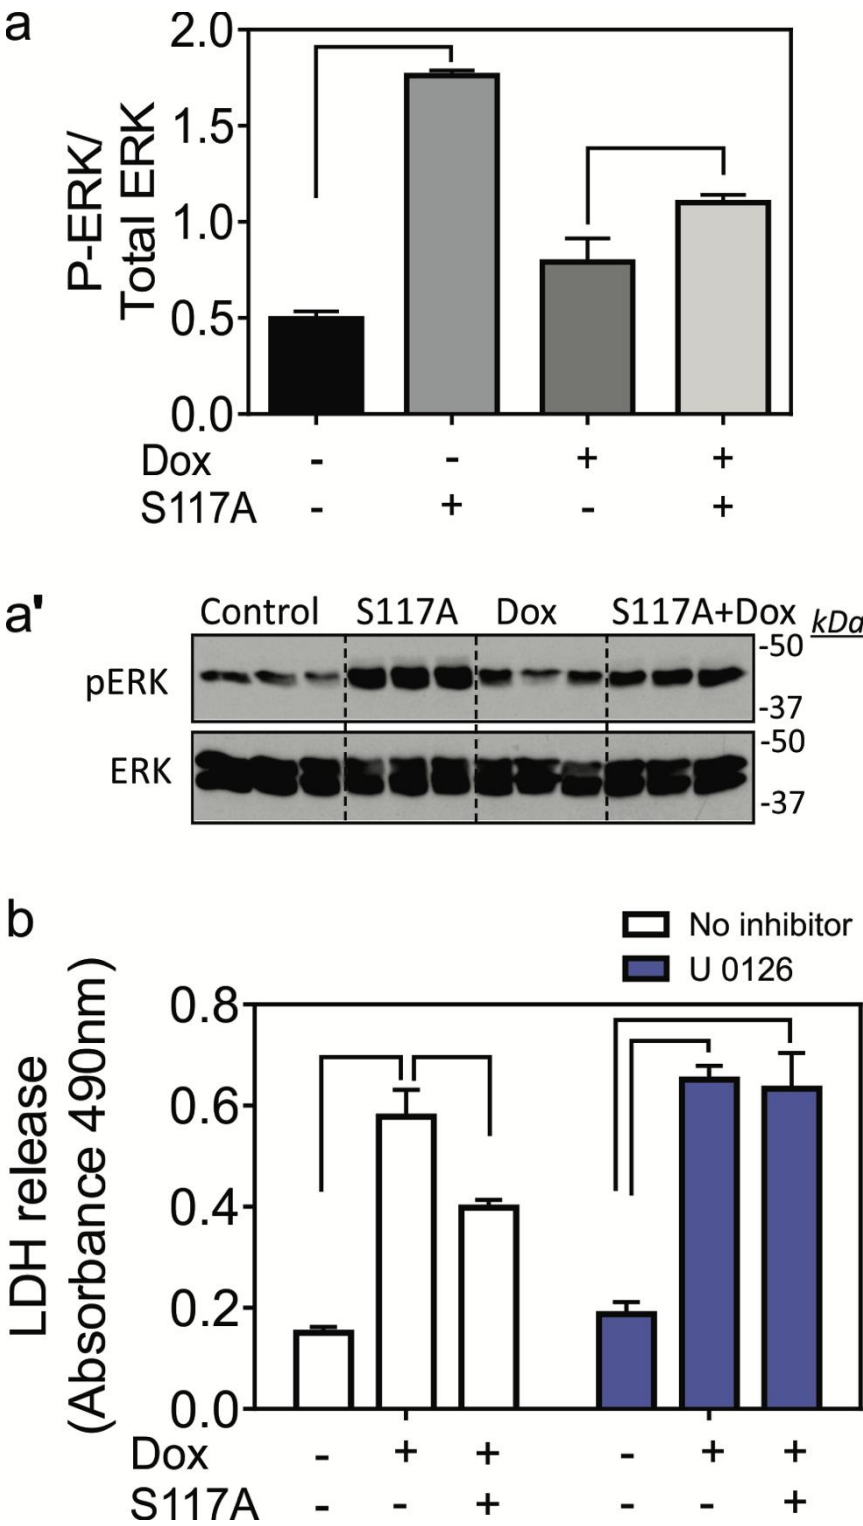 a
P-ERK/
Total ERK
2.0
1.5
1.0
0.5
0.0
Dox - - + +
S117A - + - +
a'
Control S117A Dox S117A+Dox kDa
pERK
-50
-37
ERK
-50
-37
b
No inhibitor
U 0126
LDH release
(Absorbance 490nm)
0.8
0.6
0.4
0.2
0.0
Dox - + + - + +
S117A - - + - - +